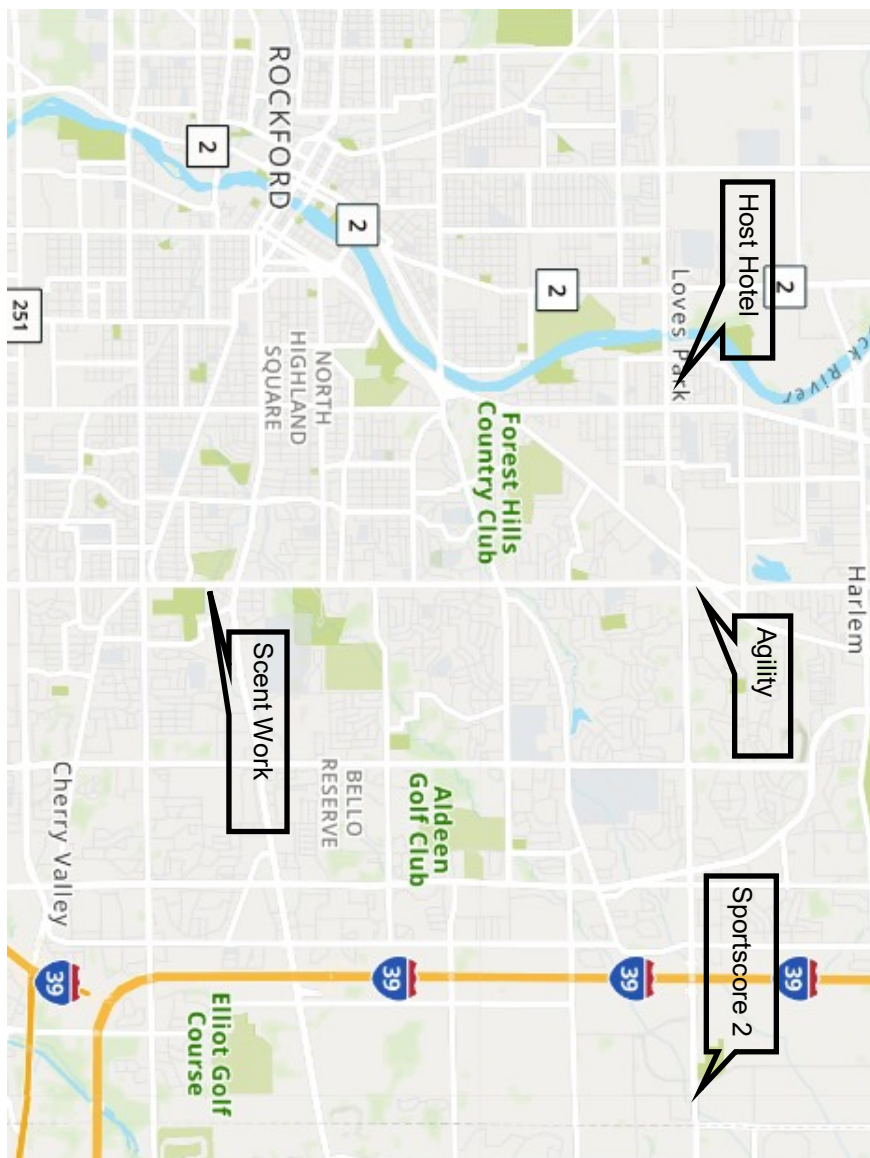 ck River
Harlem
2
39
Host Hotel
Agility
Sportscore 2
Loves Park
39
2
Forest Hills
Country Club
Aldeen
Golf Club
39
2
BELLO
RESERVE
NORTH
HIGHLAND
SQUARE
ROCKFORD
Scent Work
Elliot Golf
Course
2
Cherry Valley
39
251